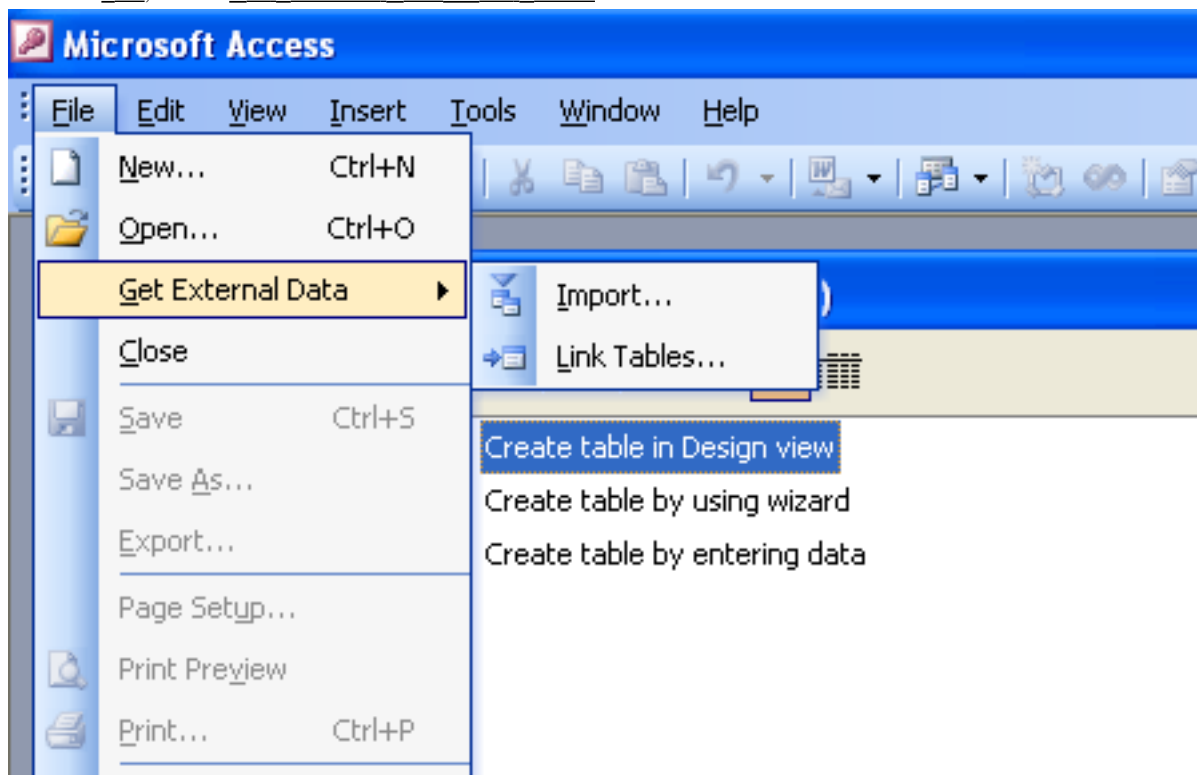 Microsoft Access
File Edit View Insert Tools Window Help
New... Ctrl+N
Open... Ctrl+O
Get External Data
Import...
)
Close
Link Tables...
Save Ctrl+S
Create table in Design view
Save As...
Create table by using wizard
Export...
Create table by entering data
Page Setup...
Print Preview
Print... Ctrl+P